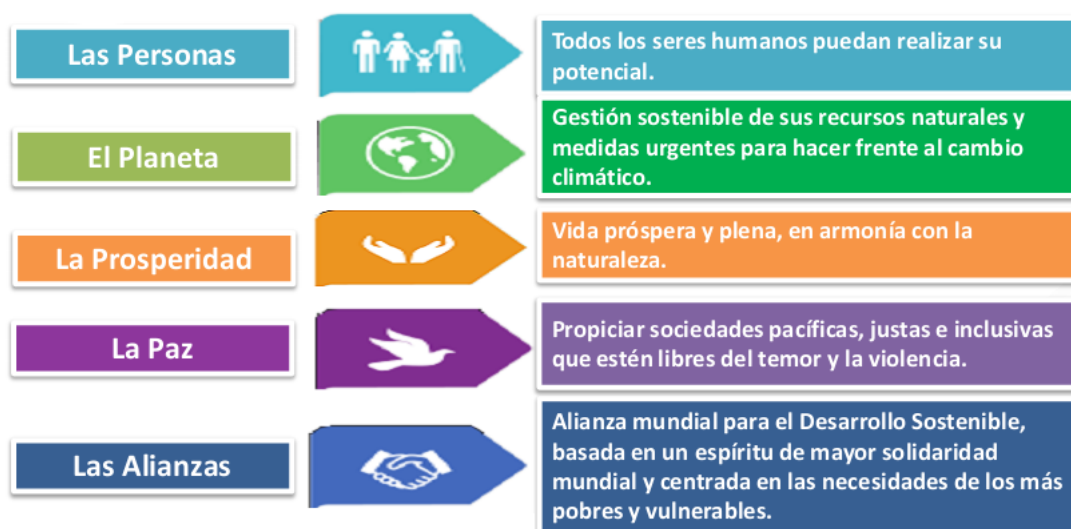 Las Personas
Todos los seres humanos puedan realizar su
potencial.
El Planeta
Gestión sostenible de sus recursos naturales y
medidas urgentes para hacer frente al cambio
climático.
La Prosperidad
Vida próspera y plena, en armonía con la
naturaleza.
La Paz
Propiciar sociedades pacíficas, justas e inclusivas
que estén libres del temor y la violencia.
Las Alianzas
Alianza mundial para el Desarrollo Sostenible,
basada en un espíritu de mayor solidaridad
mundial y centrada en las necesidades de los más
pobres y vulnerables.